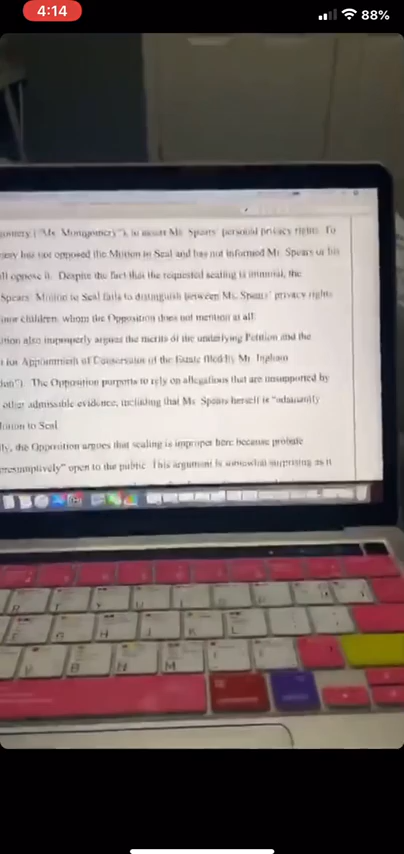 4:14
88%
("Ms. Montgomery"), to assert Ms. Spears' personal privacy rights. To
has not opposed the Motion to Seal and has not informed Mr. Spears or his
oppose it. Despite the fact that the requested sealing is minimal, the
Spears' Motion to Seal fails to distinguish between Ms. Spears' privacy rights
minor children, whom the Opposition does not mention at all.
also improperly argues the merits of the underlying Petition and the
for Appointment of Conservator of the Estate filed by Mr. Ingham
The Opposition purports to rely on allegations that are unsupported by
other admissible evidence, including that Ms. Spears herself is "adamantly
Motion to Seal.
the Opposition argues that sealing is improper here because probate
presumptively" open to the public. This argument is somewhat surprising as it
H J K L
B N M